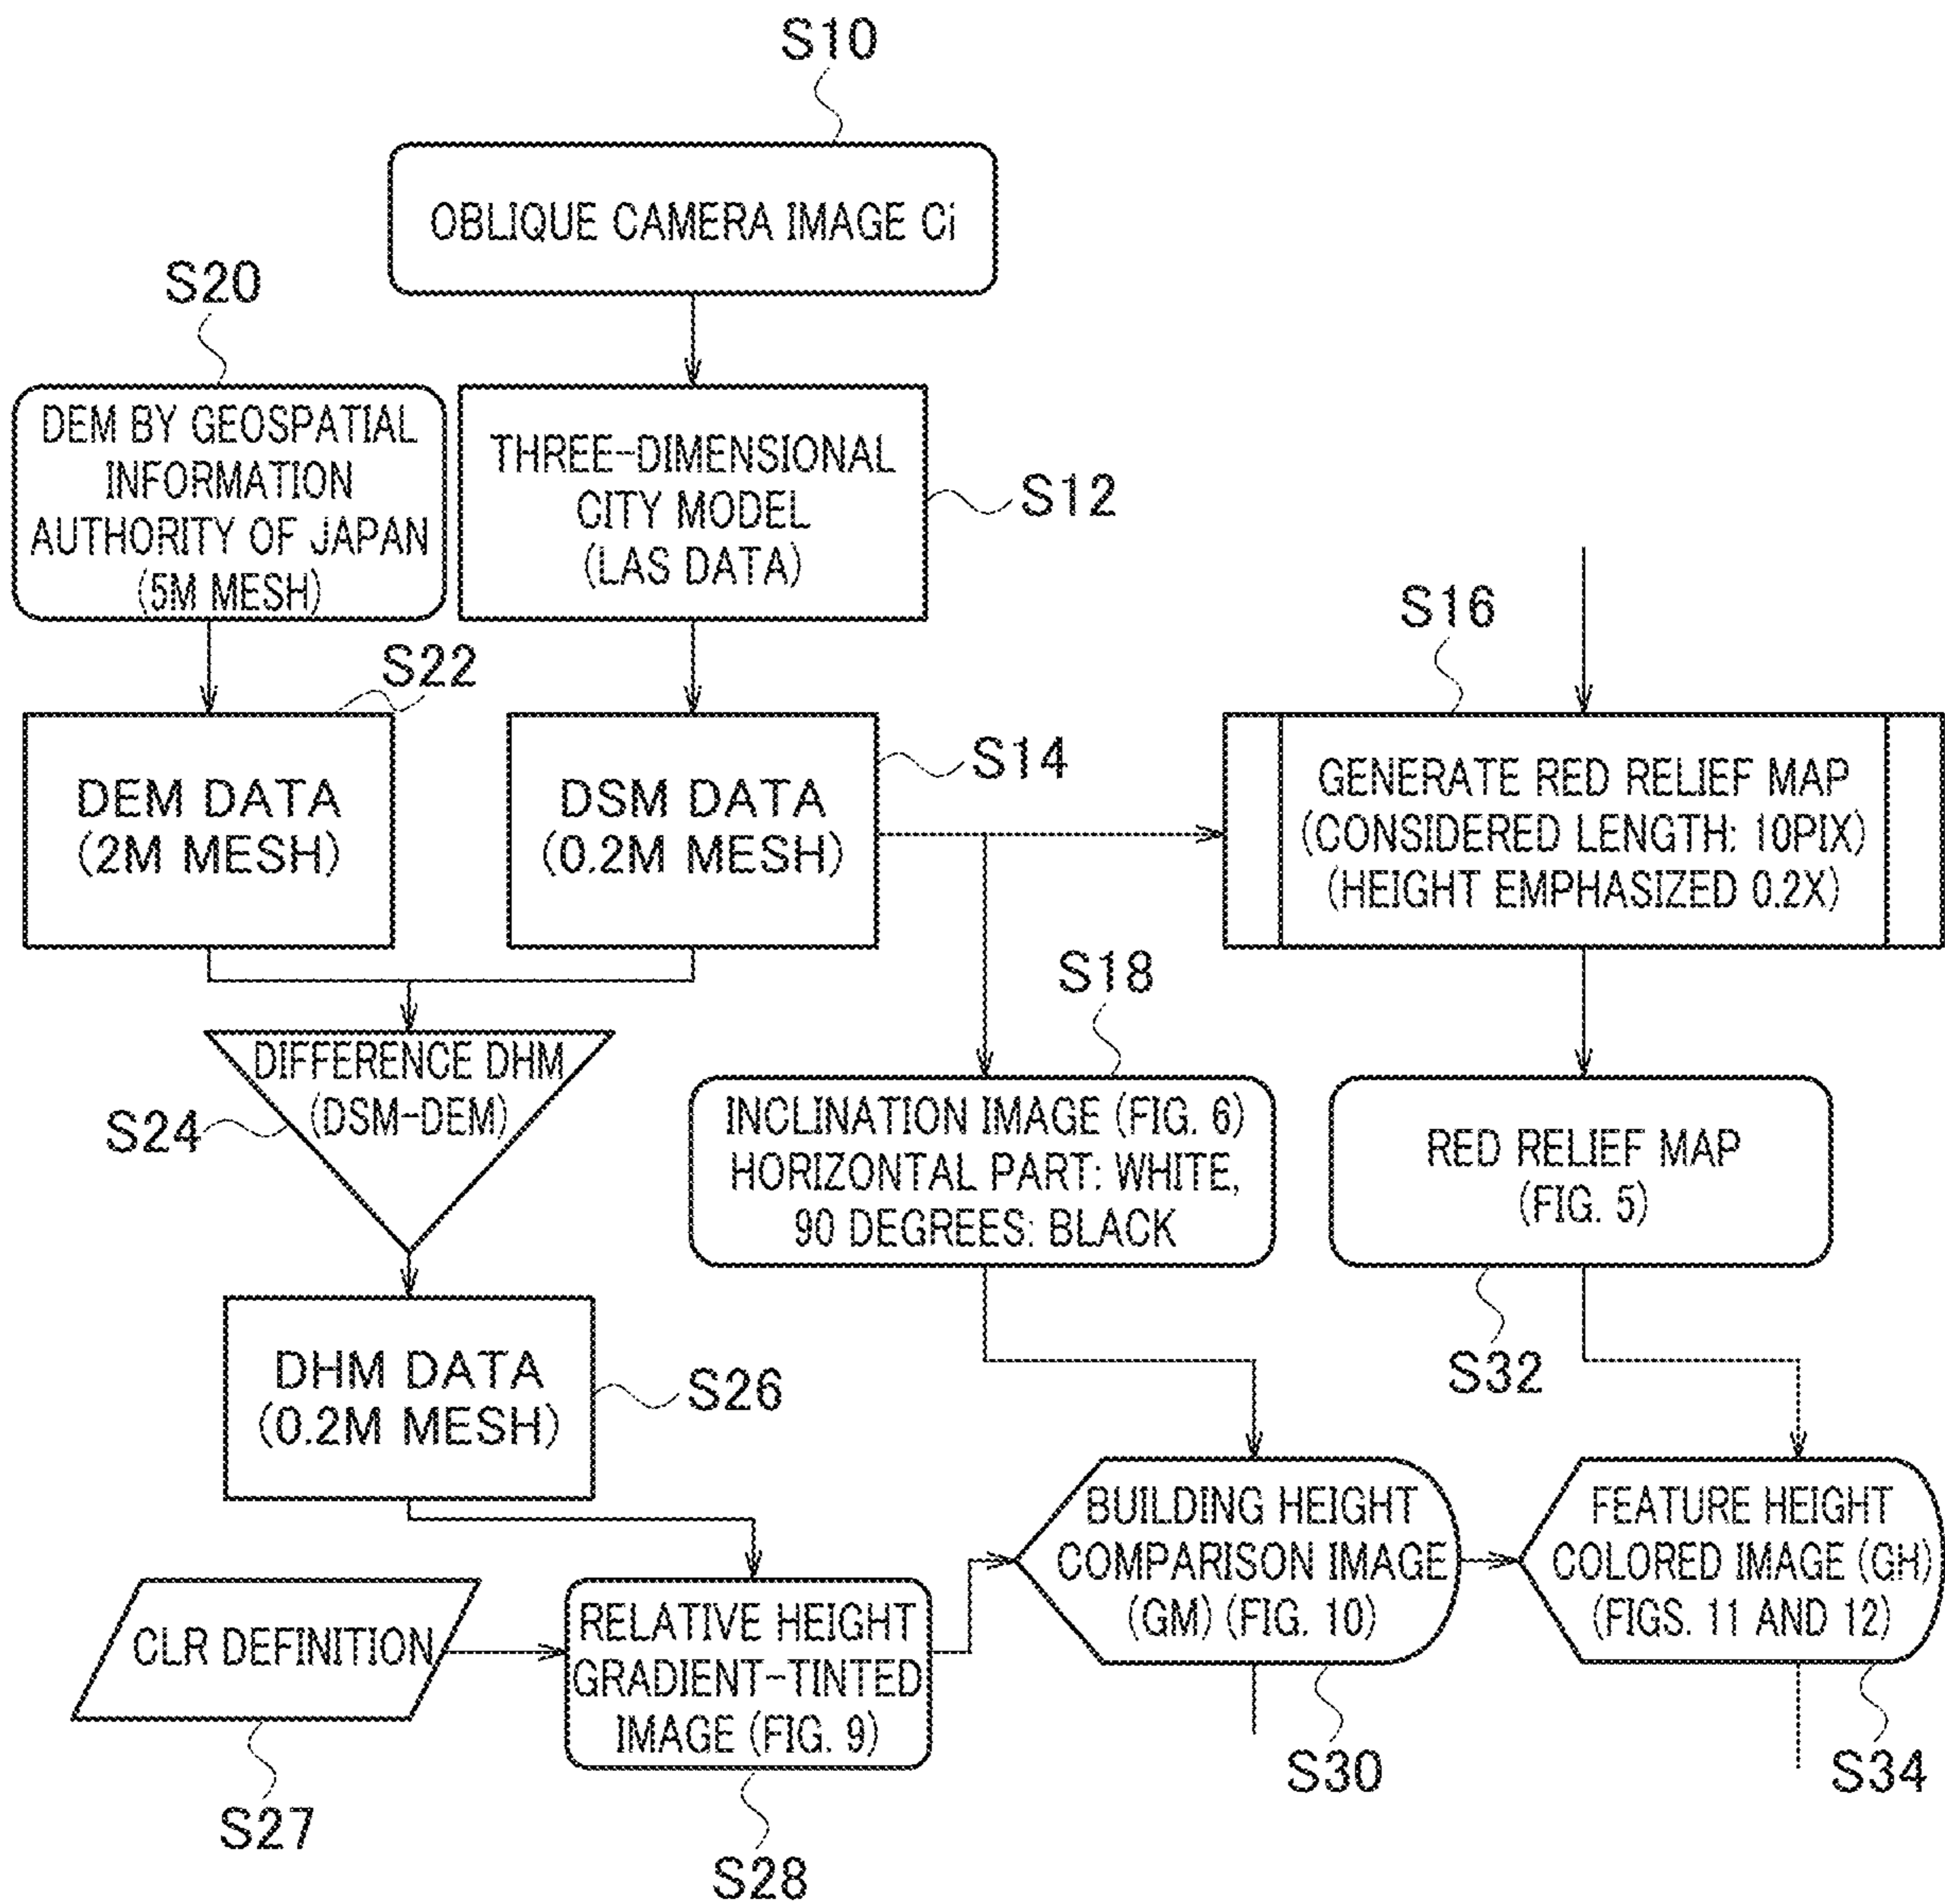 S10
OBLIQUE CAMERA IMAGE Ci
S20
DEM BY GEOSPATIAL
INFORMATION
AUTHORITY OF JAPAN
(5M MESH)
THREE-DIMENSIONAL
CITY MODEL
(LAS DATA)
S12
S22
DEM DATA
(2M MESH)
DSM DATA
(0.2M MESH)
S14
S16
GENERATE RED RELIEF MAP
(CONSIDERED LENGTH: 10PIX)
(HEIGHT EMPHASIZED 0.2X)
DIFFERENCE DHM
(DSM-DEM)
S24
S18
INCLINATION IMAGE (FIG. 6)
HORIZONTAL PART: WHITE,
90 DEGREES: BLACK
RED RELIEF MAP
(FIG. 5)
S32
DHM DATA
(0.2M MESH)
S26
CLR DEFINITION
S27
RELATIVE HEIGHT
GRADIENT-TINTED
IMAGE (FIG. 9)
S28
BUILDING HEIGHT
COMPARISON IMAGE
(GM) (FIG. 10)
S30
FEATURE HEIGHT
COLORED IMAGE (GH)
(FIGS. 11 AND 12)
S34